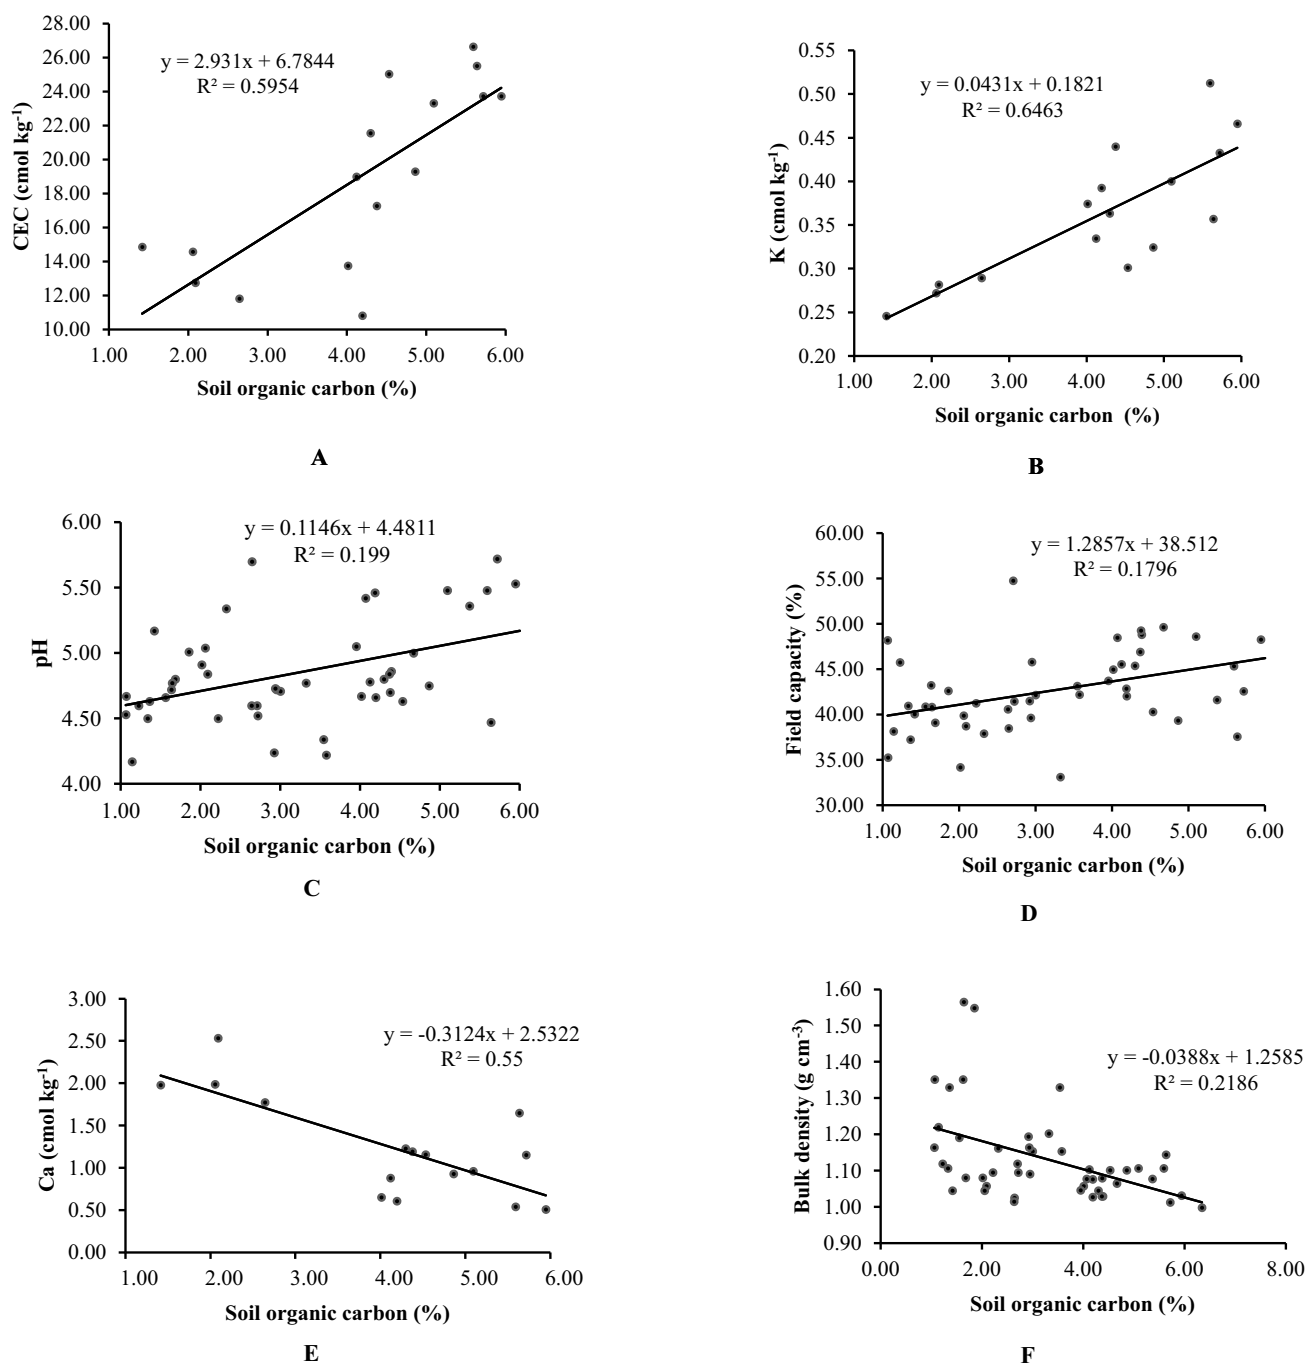 28.00
26.00
24.00
22.00
20.00
18.00
16.00
14.00
12.00
10.00
CEC (cmol kg⁻¹)
y = 2.931x + 6.7844
R² = 0.5954
1.00 2.00 3.00 4.00 5.00 6.00
Soil organic carbon (%)
A
0.55
0.50
0.45
0.40
0.35
0.30
0.25
0.20
K (cmol kg⁻¹)
y = 0.0431x + 0.1821
R² = 0.6463
1.00 2.00 3.00 4.00 5.00 6.00
Soil organic carbon (%)
B
6.00
5.50
5.00
4.50
4.00
pH
y = 0.1146x + 4.4811
R² = 0.199
1.00 2.00 3.00 4.00 5.00 6.00
Soil organic carbon (%)
C
60.00
55.00
50.00
45.00
40.00
35.00
30.00
Field capacity (%)
y = 1.2857x + 38.512
R² = 0.1796
1.00 2.00 3.00 4.00 5.00 6.00
Soil organic carbon (%)
D
3.00
2.50
2.00
1.50
1.00
0.50
0.00
Ca (cmol kg⁻¹)
y = -0.3124x + 2.5322
R² = 0.55
1.00 2.00 3.00 4.00 5.00 6.00
Soil organic carbon (%)
E
1.60
1.50
1.40
1.30
1.20
1.10
1.00
0.90
Bulk density (g cm⁻³)
y = -0.0388x + 1.2585
R² = 0.2186
0.00 2.00 4.00 6.00 8.00
Soil organic carbon (%)
F